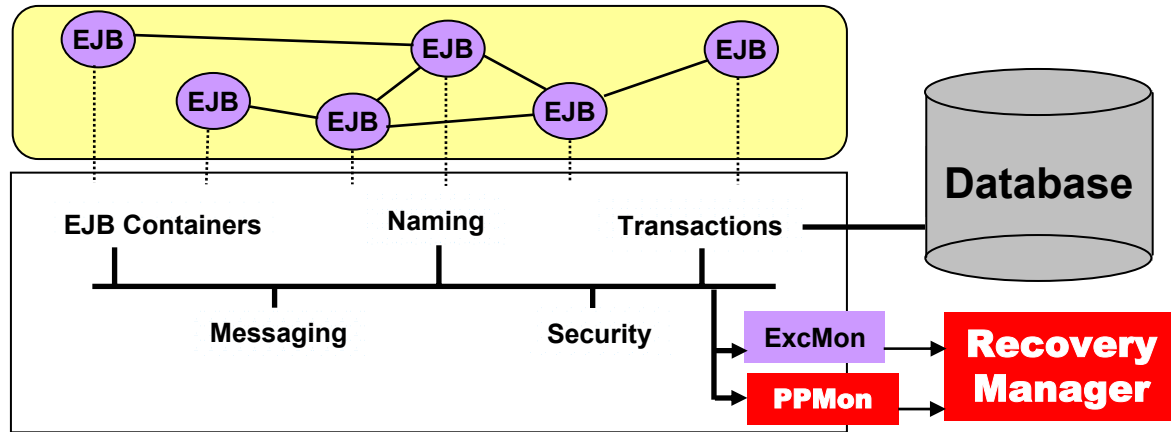 EJB
EJB
EJB
EJB
EJB
EJB
Database
EJB Containers
Naming
Transactions
Messaging
Security
ExcMon
PPMon
Recovery
Manager